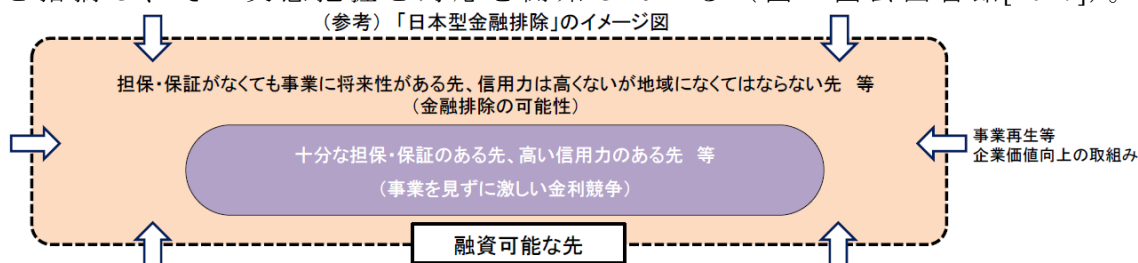 （参考）「日本型金融排除」のイメージ図
担保・保証がなくても事業に将来性がある先、信用力は高くないが地域になくてはならない先　等
（金融排除の可能性）
十分な担保・保証のある先、高い信用力のある先　等
（事業を見ずに激しい金利競争）
事業再生等
企業価値向上の取組み
融資可能な先